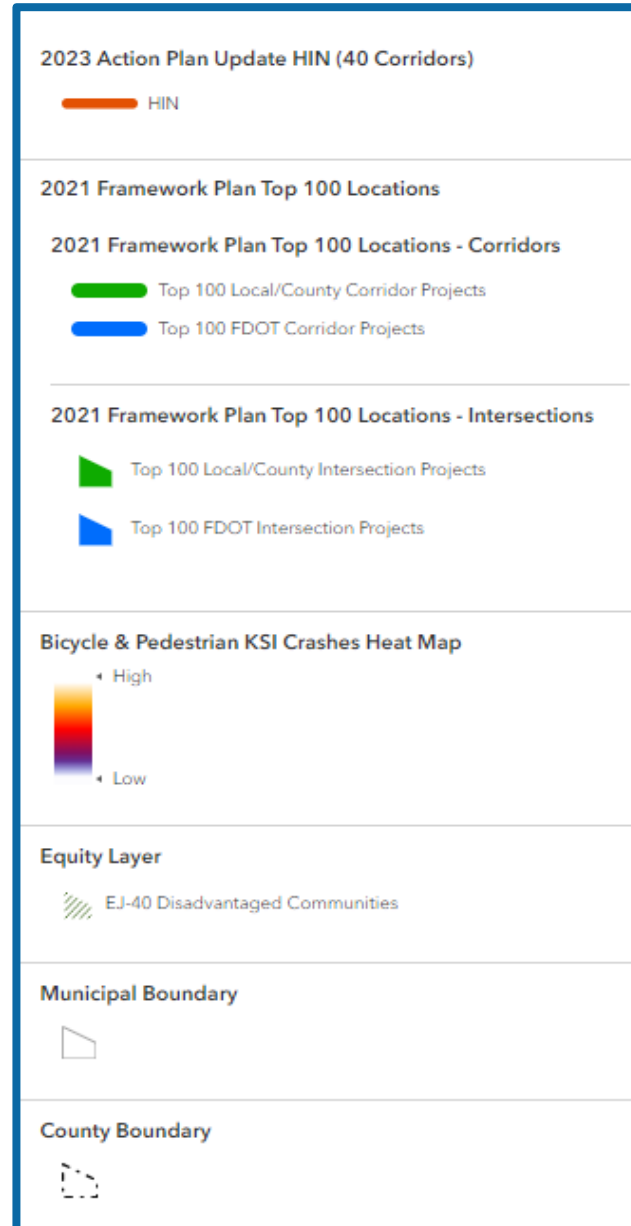 2023 Action Plan Update HIN (40 Corridors)
HIN
2021 Framework Plan Top 100 Locations
2021 Framework Plan Top 100 Locations - Corridors
Top 100 Local/County Corridor Projects
Top 100 FDOT Corridor Projects
2021 Framework Plan Top 100 Locations - Intersections
Top 100 Local/County Intersection Projects
Top 100 FDOT Intersection Projects
Bicycle & Pedestrian KSI Crashes Heat Map
High
Low
Equity Layer
EJ-40 Disadvantaged Communities
Municipal Boundary
County Boundary